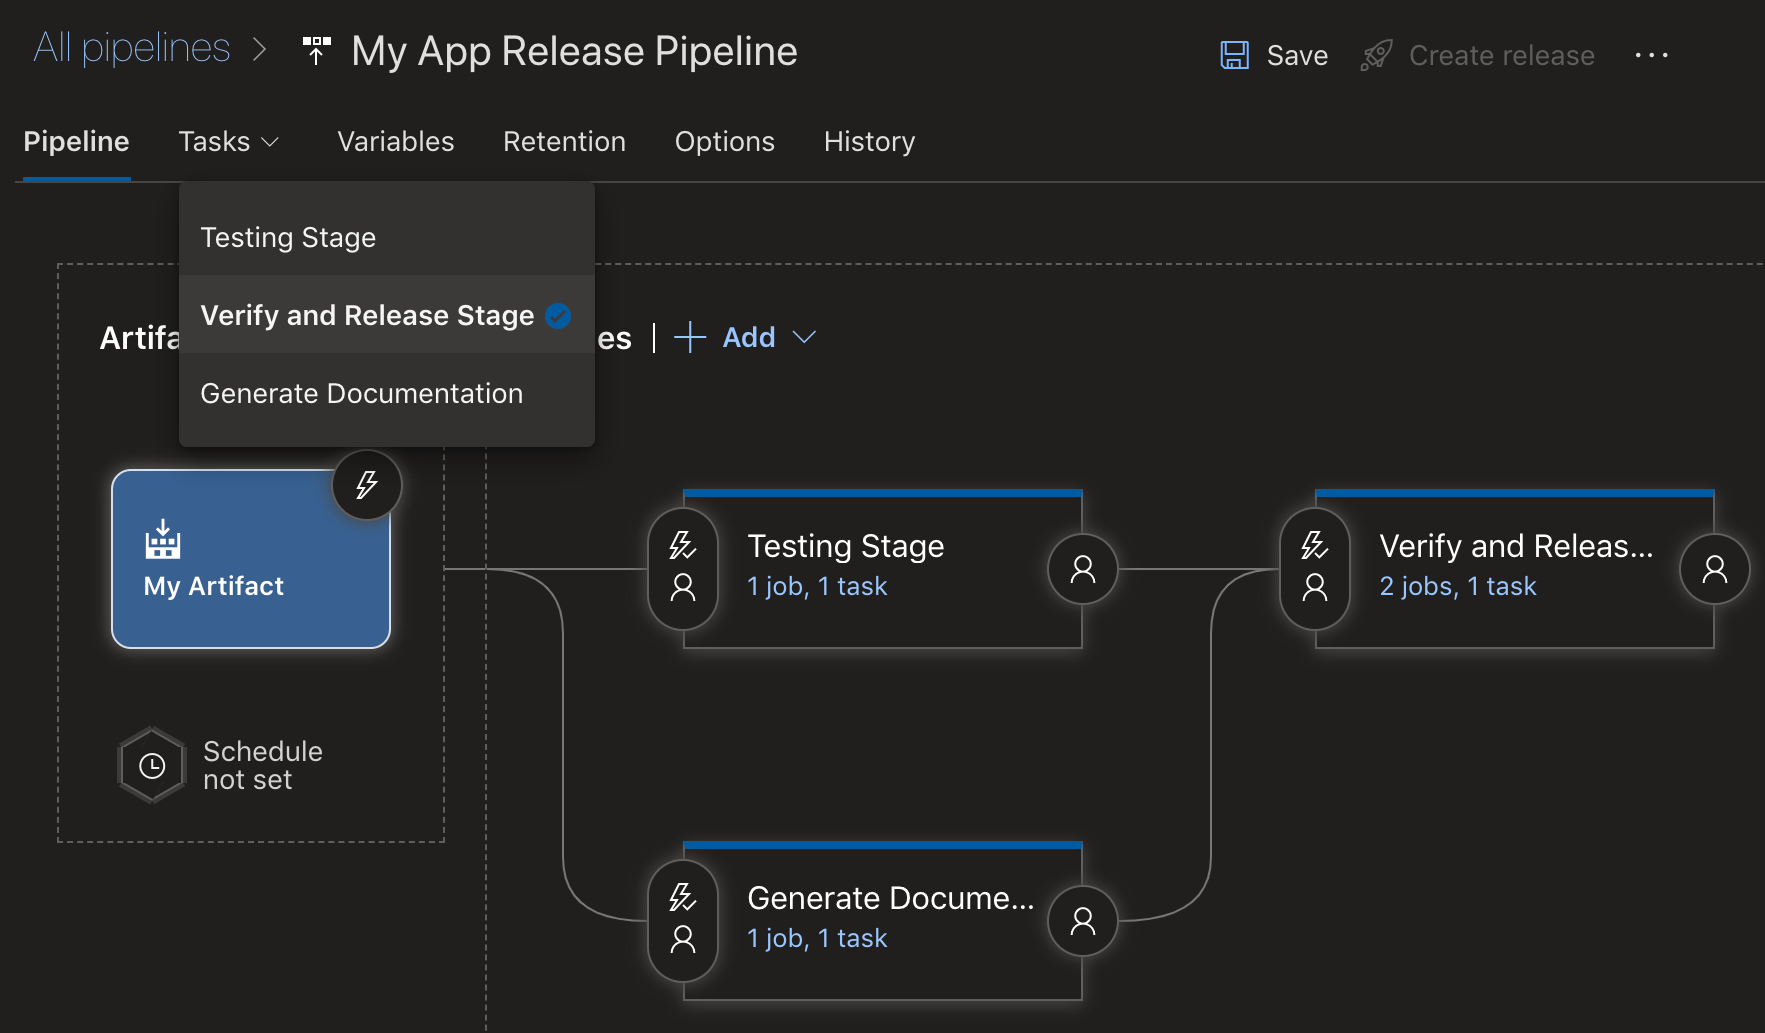 All pipelines > My App Release Pipeline
Save
Create release
...
Pipeline
Tasks
Variables
Retention
Options
History
Testing Stage
Verify and Release Stage
Generate Documentation
Artifa
es | + Add
My Artifact
Schedule
not set
Testing Stage
1 job, 1 task
Verify and Releas...
2 jobs, 1 task
Generate Docume...
1 job, 1 task